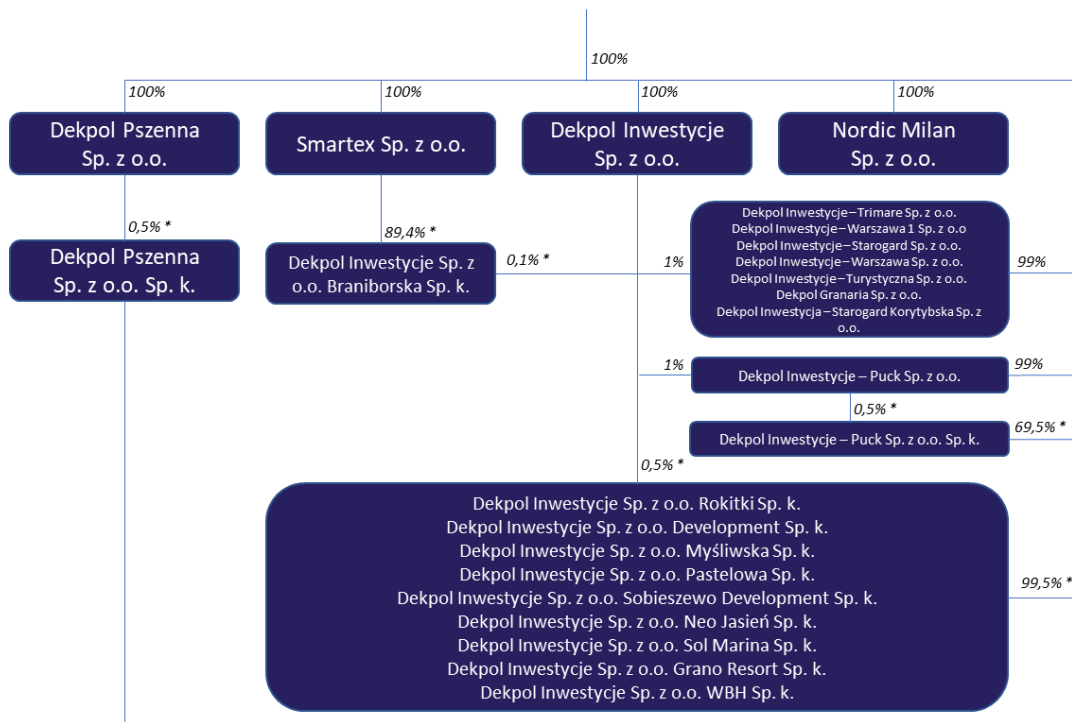 100%
100%
100%
100%
100%
Dekpol Pszenna
Sp. z o.o.
Smartex Sp. z o.o.
Dekpol Inwestycje
Sp. z o.o.
Nordic Milan
Sp. z o.o.
0,5% *
89,4% *
Dekpol Pszenna
Sp. z o.o. Sp. k.
Dekpol Inwestycje Sp. z
o.o. Braniborska Sp. k.
0,1% *
1%
Dekpol Inwestycje – Trimare Sp. z o.o.
Dekpol Inwestycje – Warszawa 1 Sp. z o.o
Dekpol Inwestycje – Starogard Sp. z o.o.
Dekpol Inwestycje – Warszawa Sp. z o.o.
Dekpol Inwestycje – Turystyczna Sp. z o.o.
Dekpol Granaria Sp. z o.o.
Dekpol Inwestycja – Starogard Korytybska Sp. z
o.o.
99%
1%
Dekpol Inwestycje – Puck Sp. z o.o.
99%
0,5% *
Dekpol Inwestycje – Puck Sp. z o.o. Sp. k.
69,5% *
0,5% *
Dekpol Inwestycje Sp. z o.o. Rokitki Sp. k.
Dekpol Inwestycje Sp. z o.o. Development Sp. k.
Dekpol Inwestycje Sp. z o.o. Myśliwska Sp. k.
Dekpol Inwestycje Sp. z o.o. Pastelowa Sp. k.
Dekpol Inwestycje Sp. z o.o. Sobieszewo Development Sp. k.
Dekpol Inwestycje Sp. z o.o. Neo Jasień Sp. k.
Dekpol Inwestycje Sp. z o.o. Sol Marina Sp. k.
Dekpol Inwestycje Sp. z o.o. Grano Resort Sp. k.
Dekpol Inwestycje Sp. z o.o. WBH Sp. k.
99,5% *